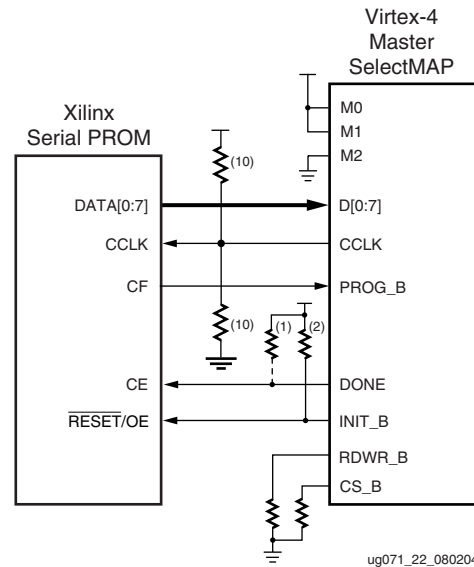 Virtex-4
Master
SelectMAP
Xilinx
Serial PROM
M0
M1
M2
(10)
DATA[0:7]
D[0:7]
CCLK
CCLK
CF
PROG_B
(10)
(1)
(2)
CE
DONE
RESET/OE
INIT_B
RDWR_B
CS_B
ug071_22_080204